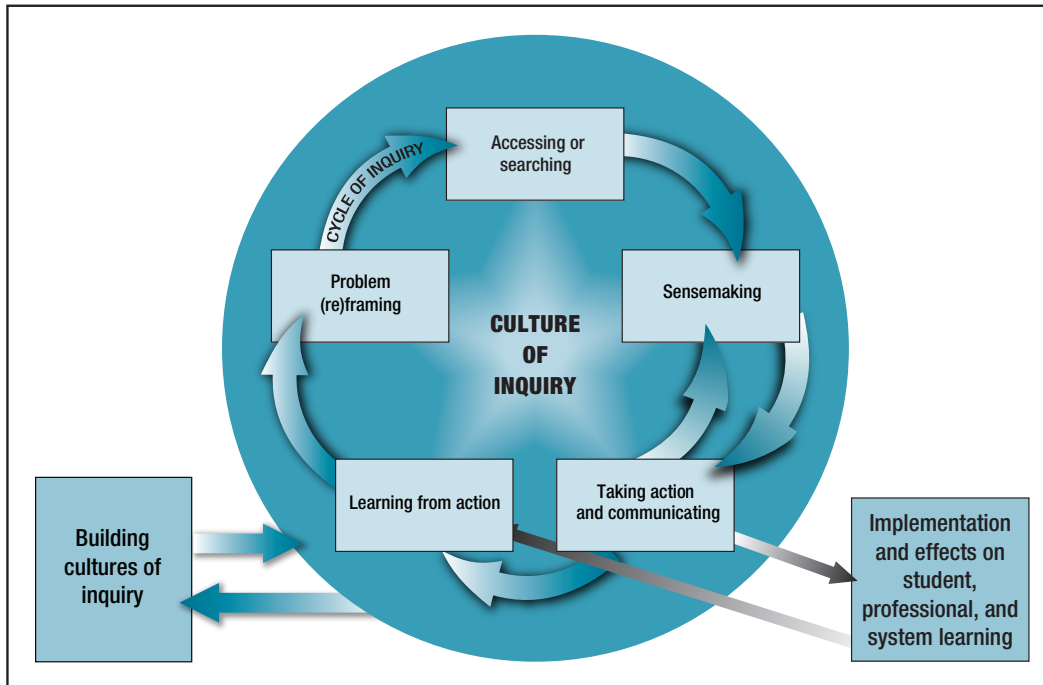 Accessing or
searching
CYCLE OF INQUIRY
Problem
(re)framing
Sensemaking
CULTURE
OF
INQUIRY
Learning from action
Taking action
and communicating
Building
cultures of
inquiry
Implementation
and effects on
student,
professional, and
system learning